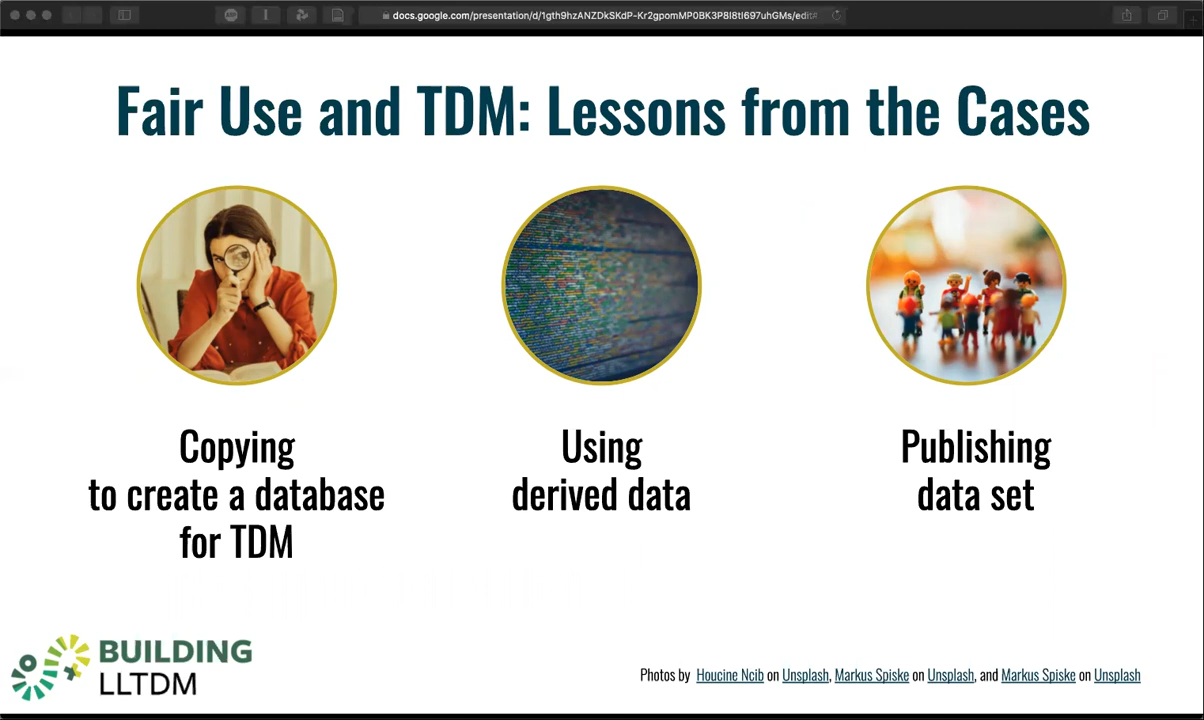 docs.google.com/presentation/d/1gth9hzANZDkSKdP-Kr2gpomMP0BK3P8I8tI697uhGMs/edit#
Fair Use and TDM: Lessons from the Cases
Copying
to create a database
for TDM
Using
derived data
Publishing
data set
BUILDING
LLTDM
Photos by Houcine Ncib on Unsplash, Markus Spiske on Unsplash, and Markus Spiske on Unsplash